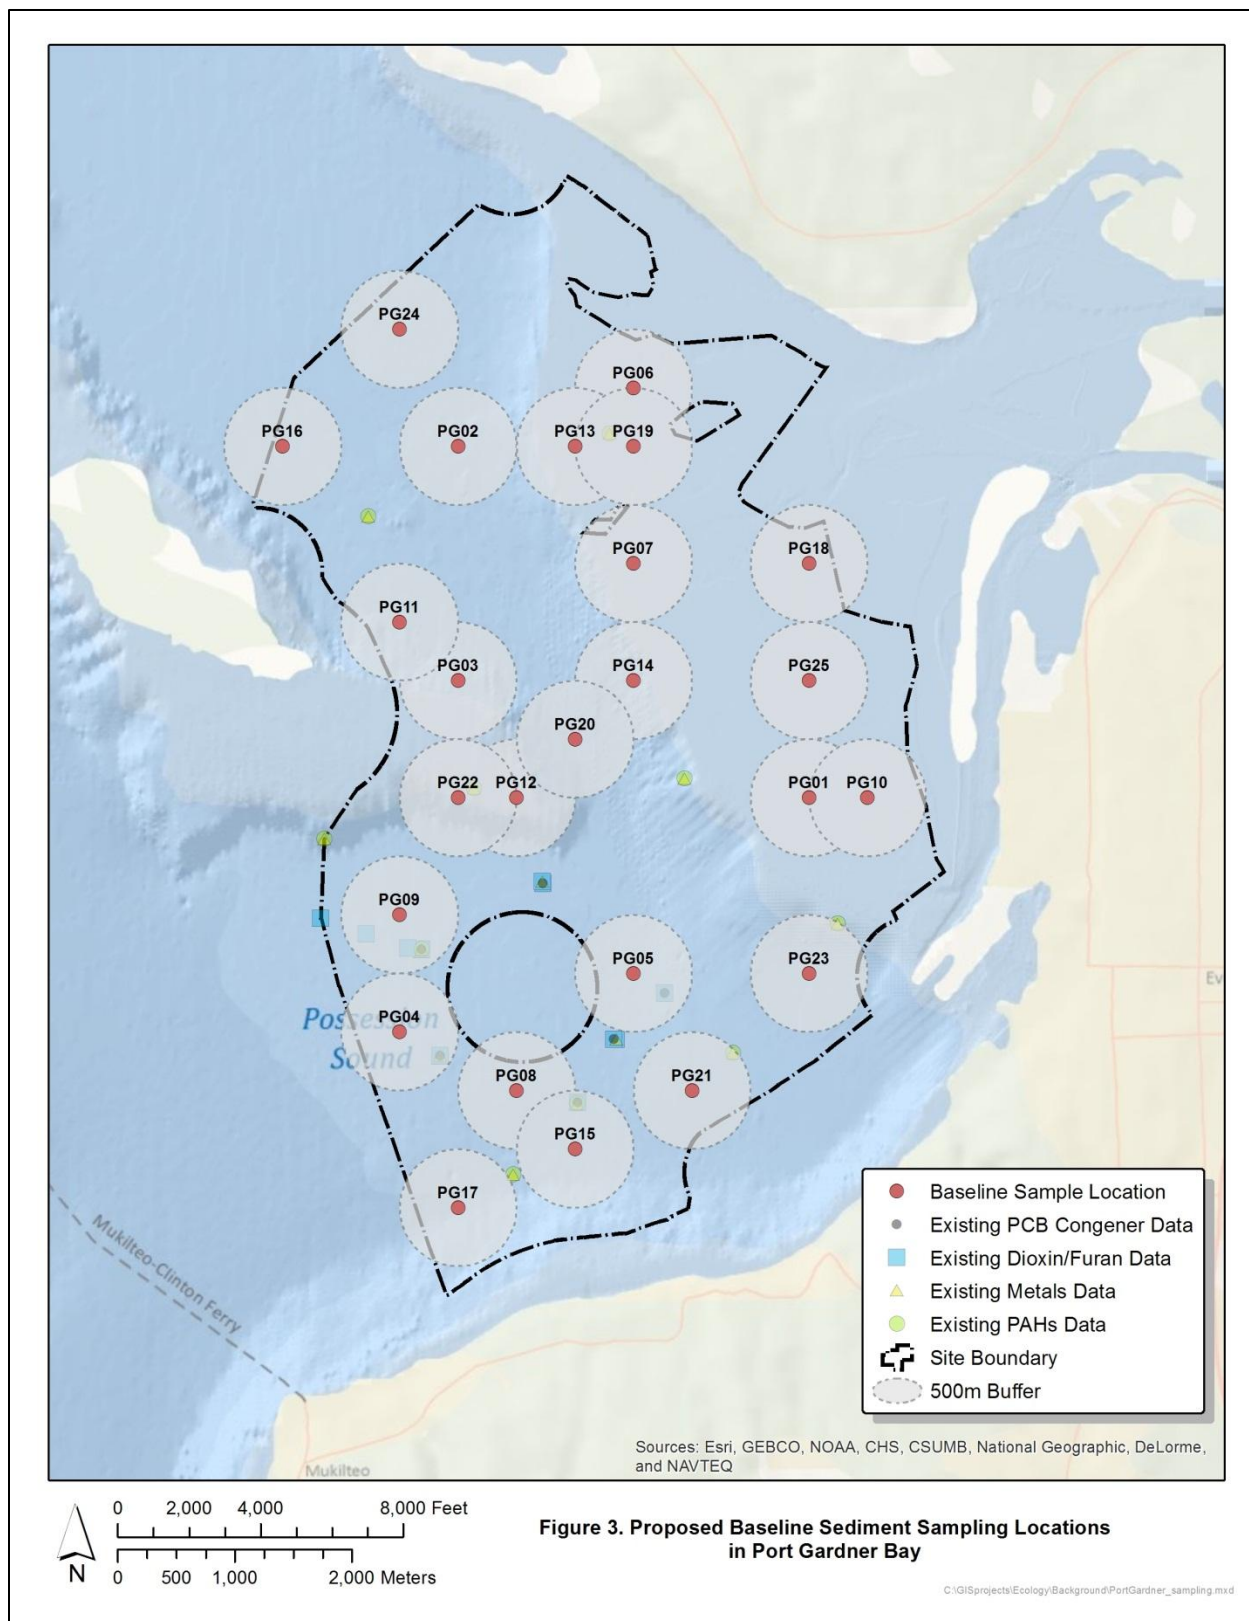 PG24
PG06
PG16
PG02
PG13
PG19
PG07
PG18
PG11
PG03
PG14
PG25
PG20
PG22
PG12
PG01
PG10
PG09
PG05
PG23
PG04
Possession
Sound
PG08
PG21
PG15
PG17
Ev
Mukilteo-Clinton Ferry
Mukilteo
Baseline Sample Location
Existing PCB Congener Data
Existing Dioxin/Furan Data
Existing Metals Data
Existing PAHs Data
Site Boundary
500m Buffer
Sources: Esri, GEBCO, NOAA, CHS, CSUMB, National Geographic, DeLorme,
and NAVTEQ
0 2,000 4,000 8,000 Feet
0 500 1,000 2,000 Meters
N
Figure 3. Proposed Baseline Sediment Sampling Locations
in Port Gardner Bay
C:\GISprojects\Ecology\Background\PortGardner_sampling.mxd